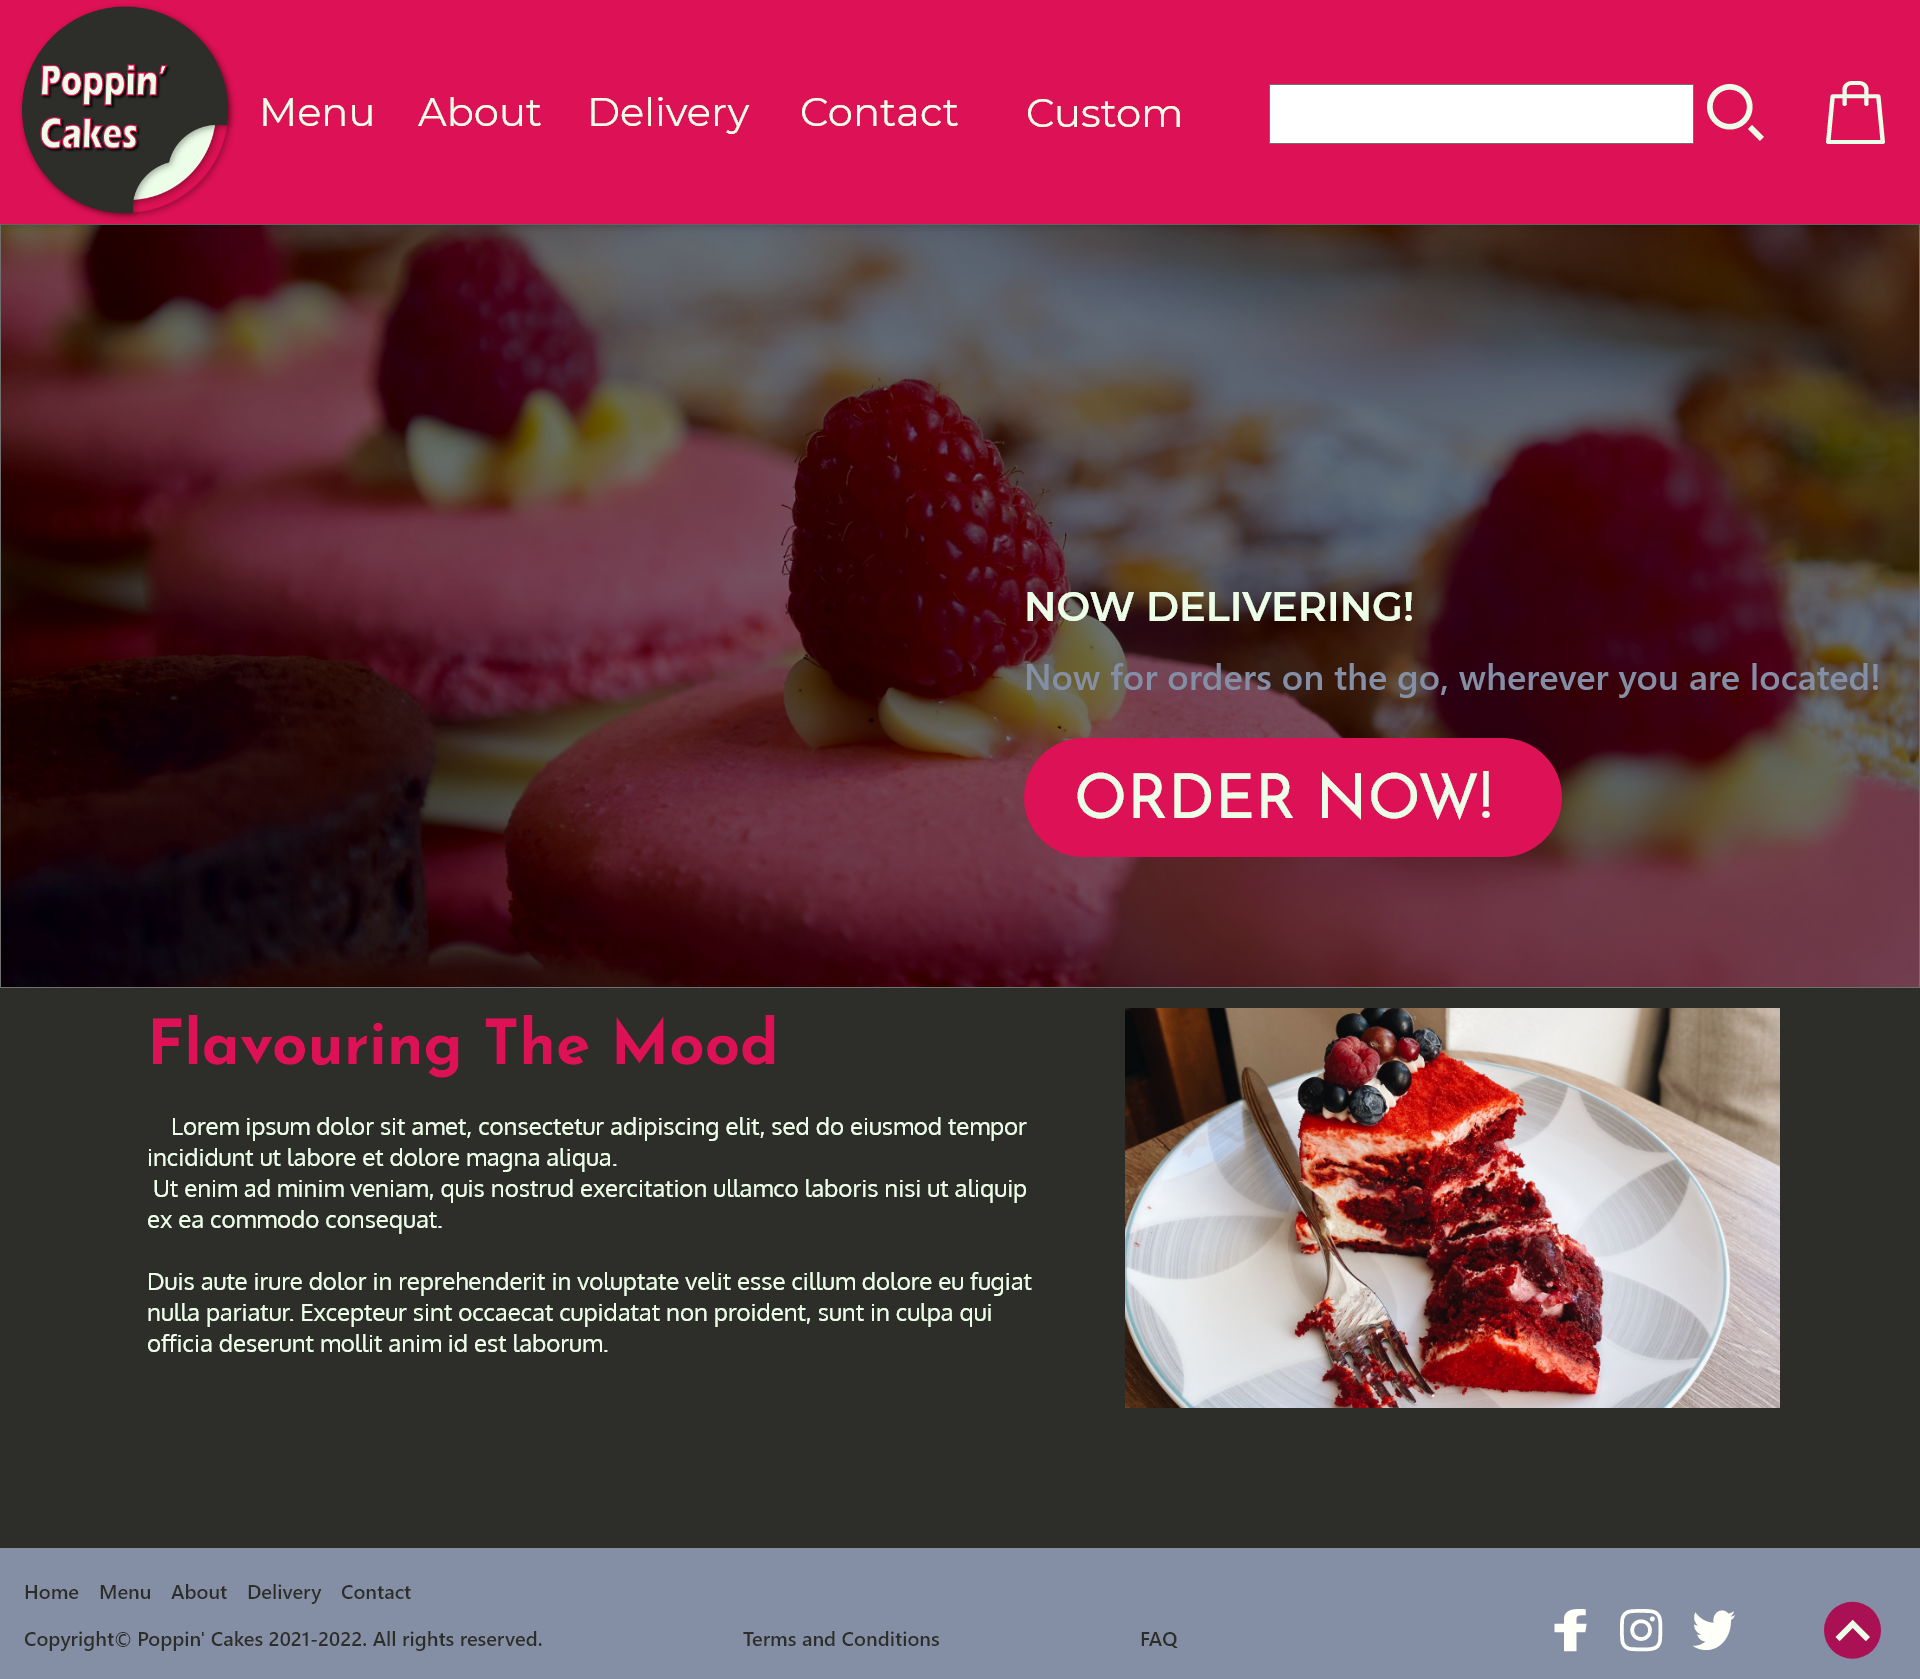 Poppin'
Cakes
Menu About Delivery Contact Custom
NOW DELIVERING!
Now for orders on the go, wherever you are located!
ORDER NOW!
Flavouring The Mood
Lorem ipsum dolor sit amet, consectetur adipiscing elit, sed do eiusmod tempor
incididunt ut labore et dolore magna aliqua.
Ut enim ad minim veniam, quis nostrud exercitation ullamco laboris nisi ut aliquip
ex ea commodo consequat.
Duis aute irure dolor in reprehenderit in voluptate velit esse cillum dolore eu fugiat
nulla pariatur. Excepteur sint occaecat cupidatat non proident, sunt in culpa qui
officia deserunt mollit anim id est laborum.
Home Menu About Delivery Contact
Copyright© Poppin' Cakes 2021-2022. All rights reserved. Terms and Conditions FAQ